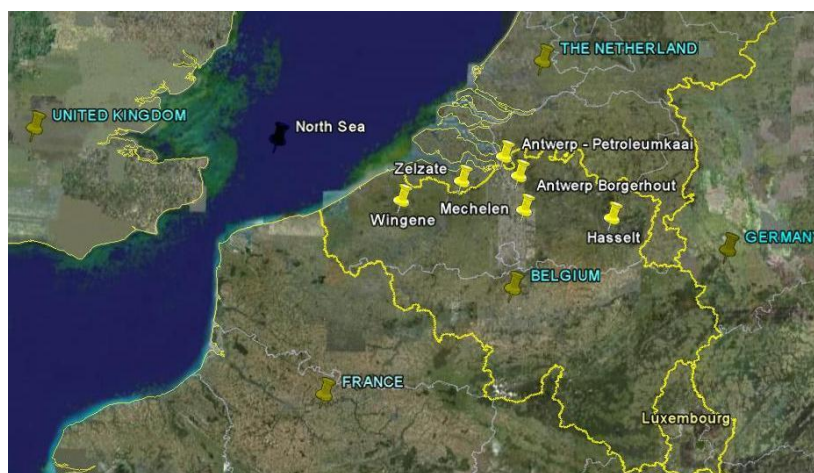 THE NETHERLAND
UNITED KINGDOM
North Sea
Antwerp - Petroleumkaai
Zelzate
Antwerp Borgerhout
Mechelen
Wingene
Hasselt
GERMANY
BELGIUM
FRANCE
Luxembourg